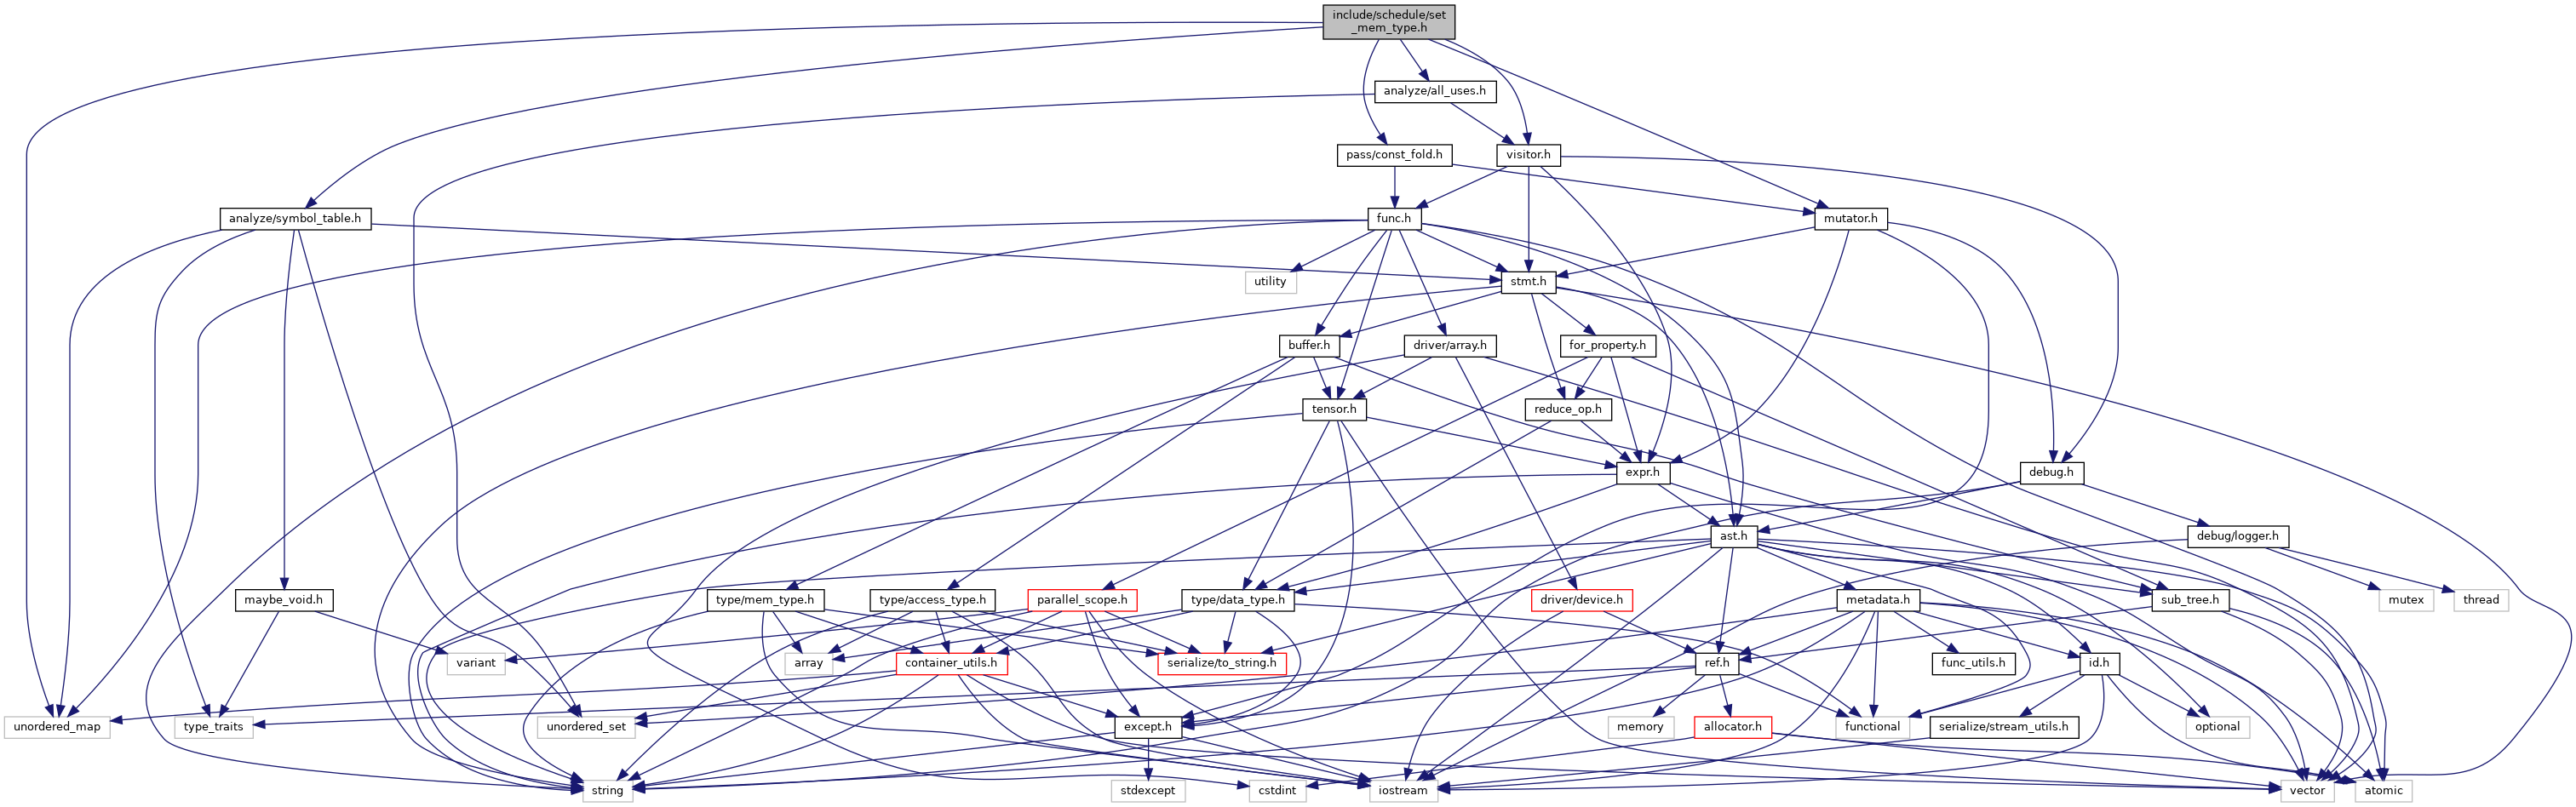 include/schedule/set
_mem_type.h
analyze/all_uses.h
pass/const_fold.h
visitor.h
analyze/symbol_table.h
func.h
mutator.h
utility
stmt.h
buffer.h
driver/array.h
for_property.h
tensor.h
reduce_op.h
expr.h
debug.h
ast.h
debug/logger.h
maybe_void.h
type/mem_type.h
type/access_type.h
parallel_scope.h
type/data_type.h
driver/device.h
metadata.h
sub_tree.h
mutex
thread
variant
array
container_utils.h
serialize/to_string.h
ref.h
func_utils.h
id.h
unordered_map
type_traits
unordered_set
except.h
memory
allocator.h
functional
serialize/stream_utils.h
optional
string
stdexcept
cstdint
iostream
vector
atomic